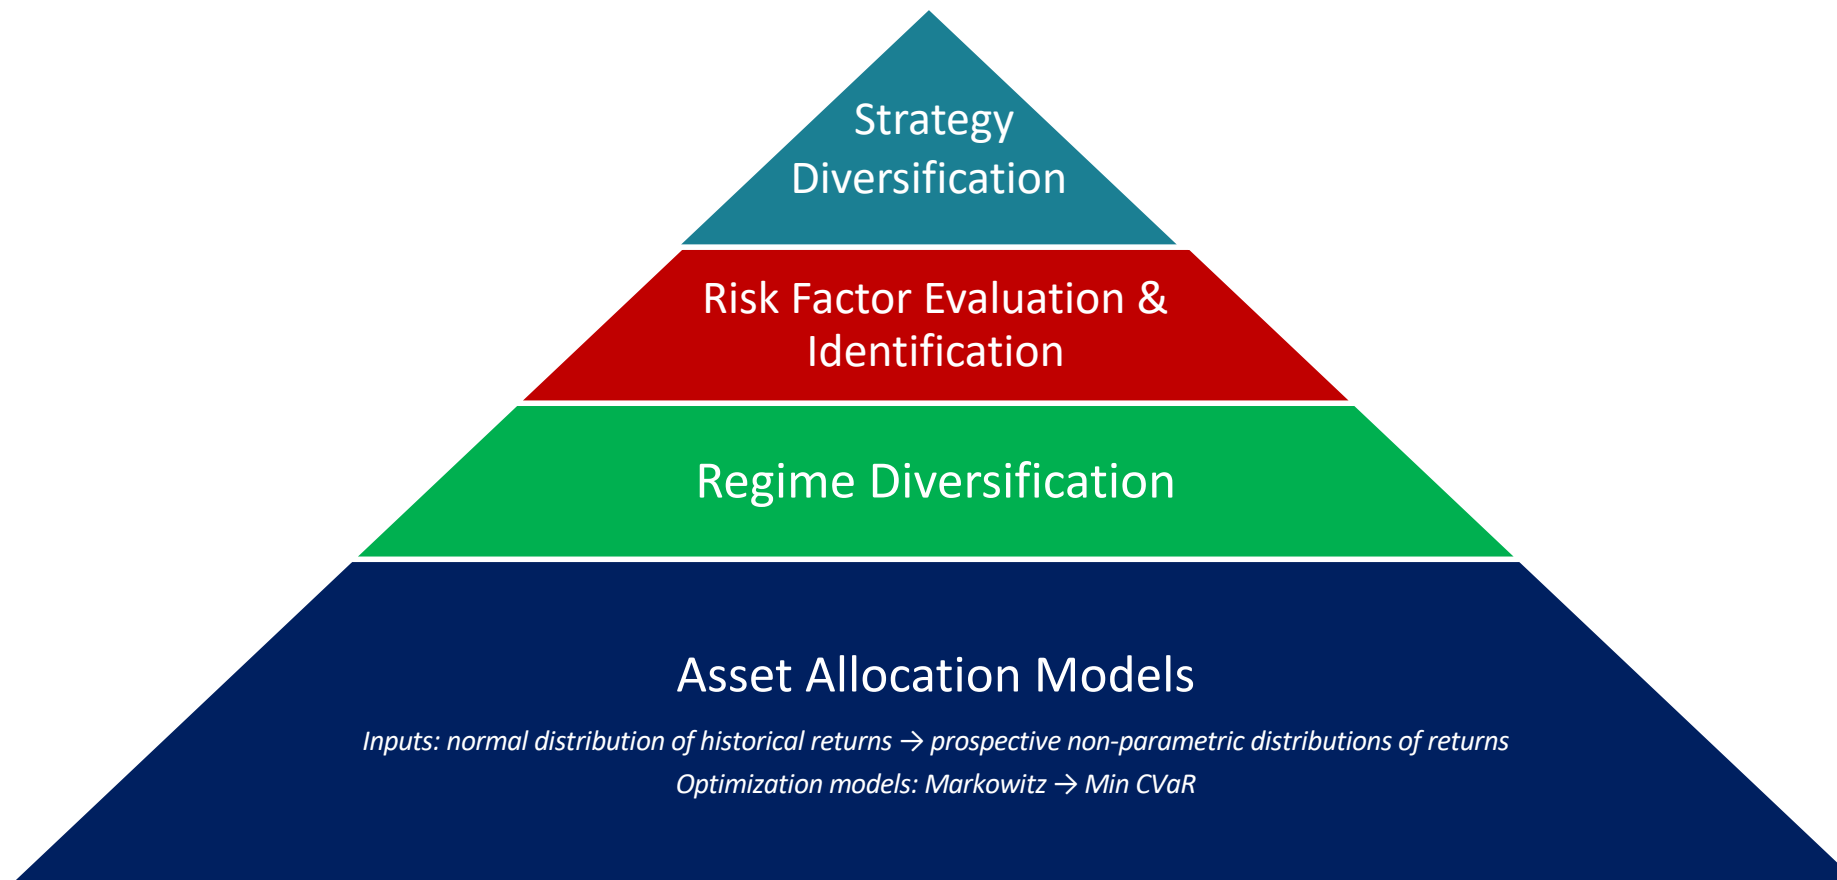 Strategy
Diversification
Risk Factor Evaluation &
Identification
Regime Diversification
Asset Allocation Models
Inputs: normal distribution of historical returns → prospective non-parametric distributions of returns
Optimization models: Markowitz → Min CVaR